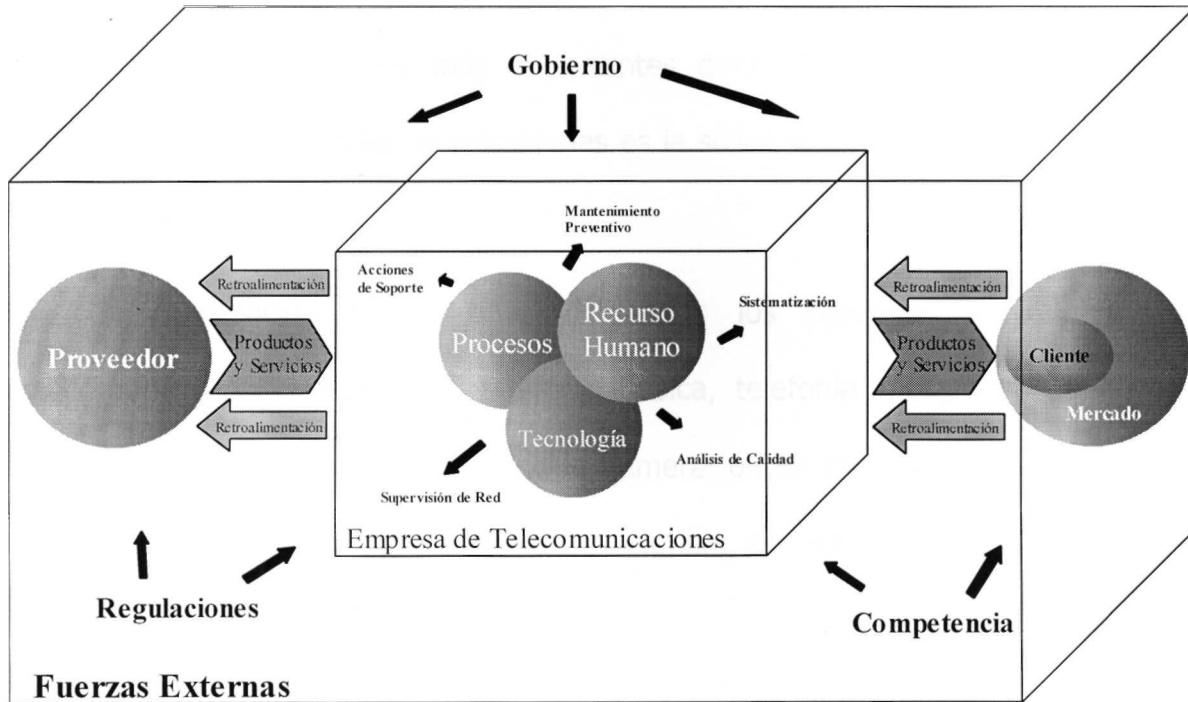 Gobierno
Mantenimiento
Preventivo
Acciones
de Soporte
Retroalimentación
Proveedor
Productos
y Servicios
Retroalimentación
Procesos
Recurso
Humano
Tecnología
Sistematización
Análisis de Calidad
Supervisión de Red
Empresa de Telecomunicaciones
Retroalimentación
Productos
y Servicios
Retroalimentación
Cliente
Mercado
Regulaciones
Competencia
Fuerzas Externas